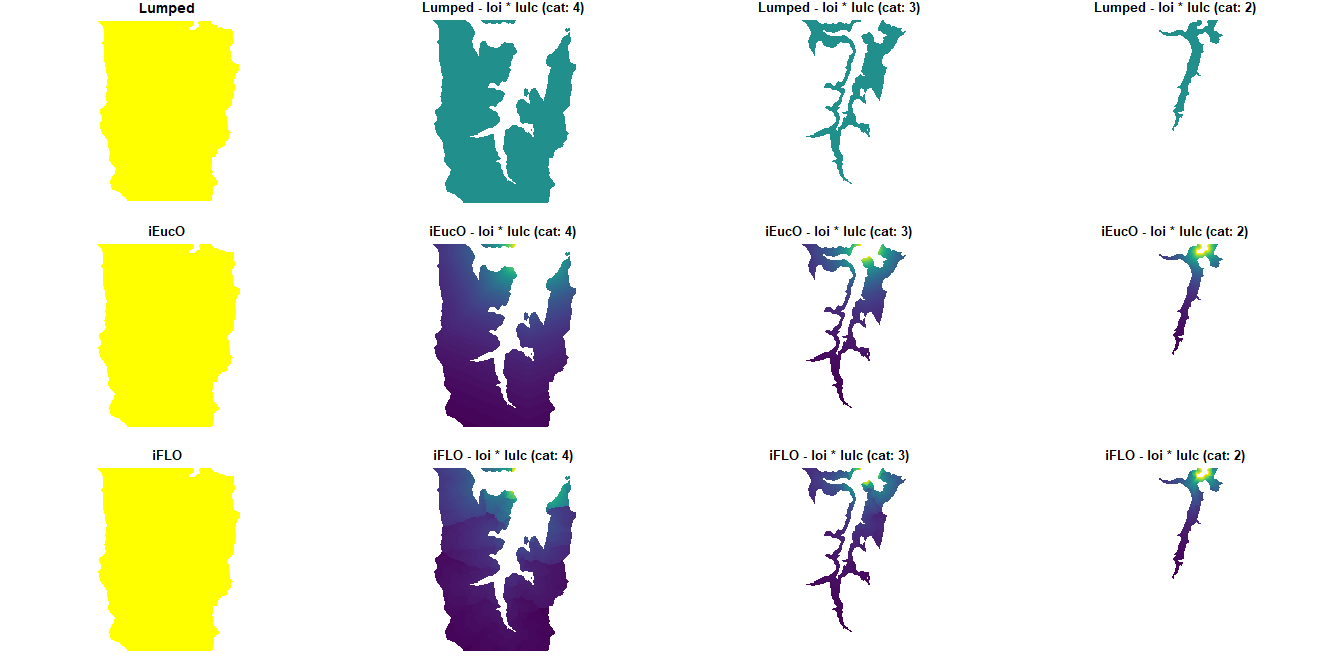 Lumped
Lumped - loi * lulc (cat: 4)
Lumped - loi * lulc (cat: 3)
Lumped - loi * lulc (cat: 2)
iEucO
iEucO - loi * lulc (cat: 4)
iEucO - loi * lulc (cat: 3)
iEucO - loi * lulc (cat: 2)
iFLO
iFLO - loi * lulc (cat: 4)
iFLO - loi * lulc (cat: 3)
iFLO - loi * lulc (cat: 2)